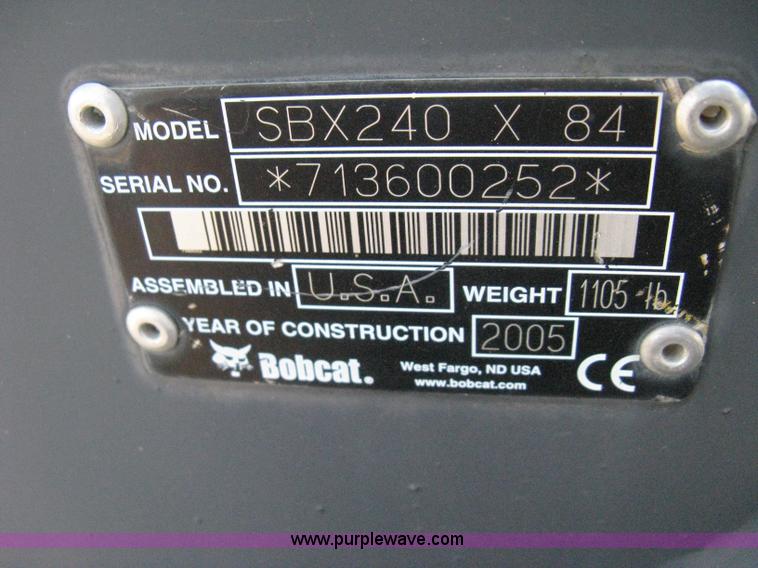 MODEL SBX240 X 84
SERIAL NO. *713600252*
ASSEMBLED IN U.S.A. WEIGHT 1105 lb
YEAR OF CONSTRUCTION 2005
Bobcat. West Fargo, ND USA CE
www.bobcat.com
www.purplewave.com